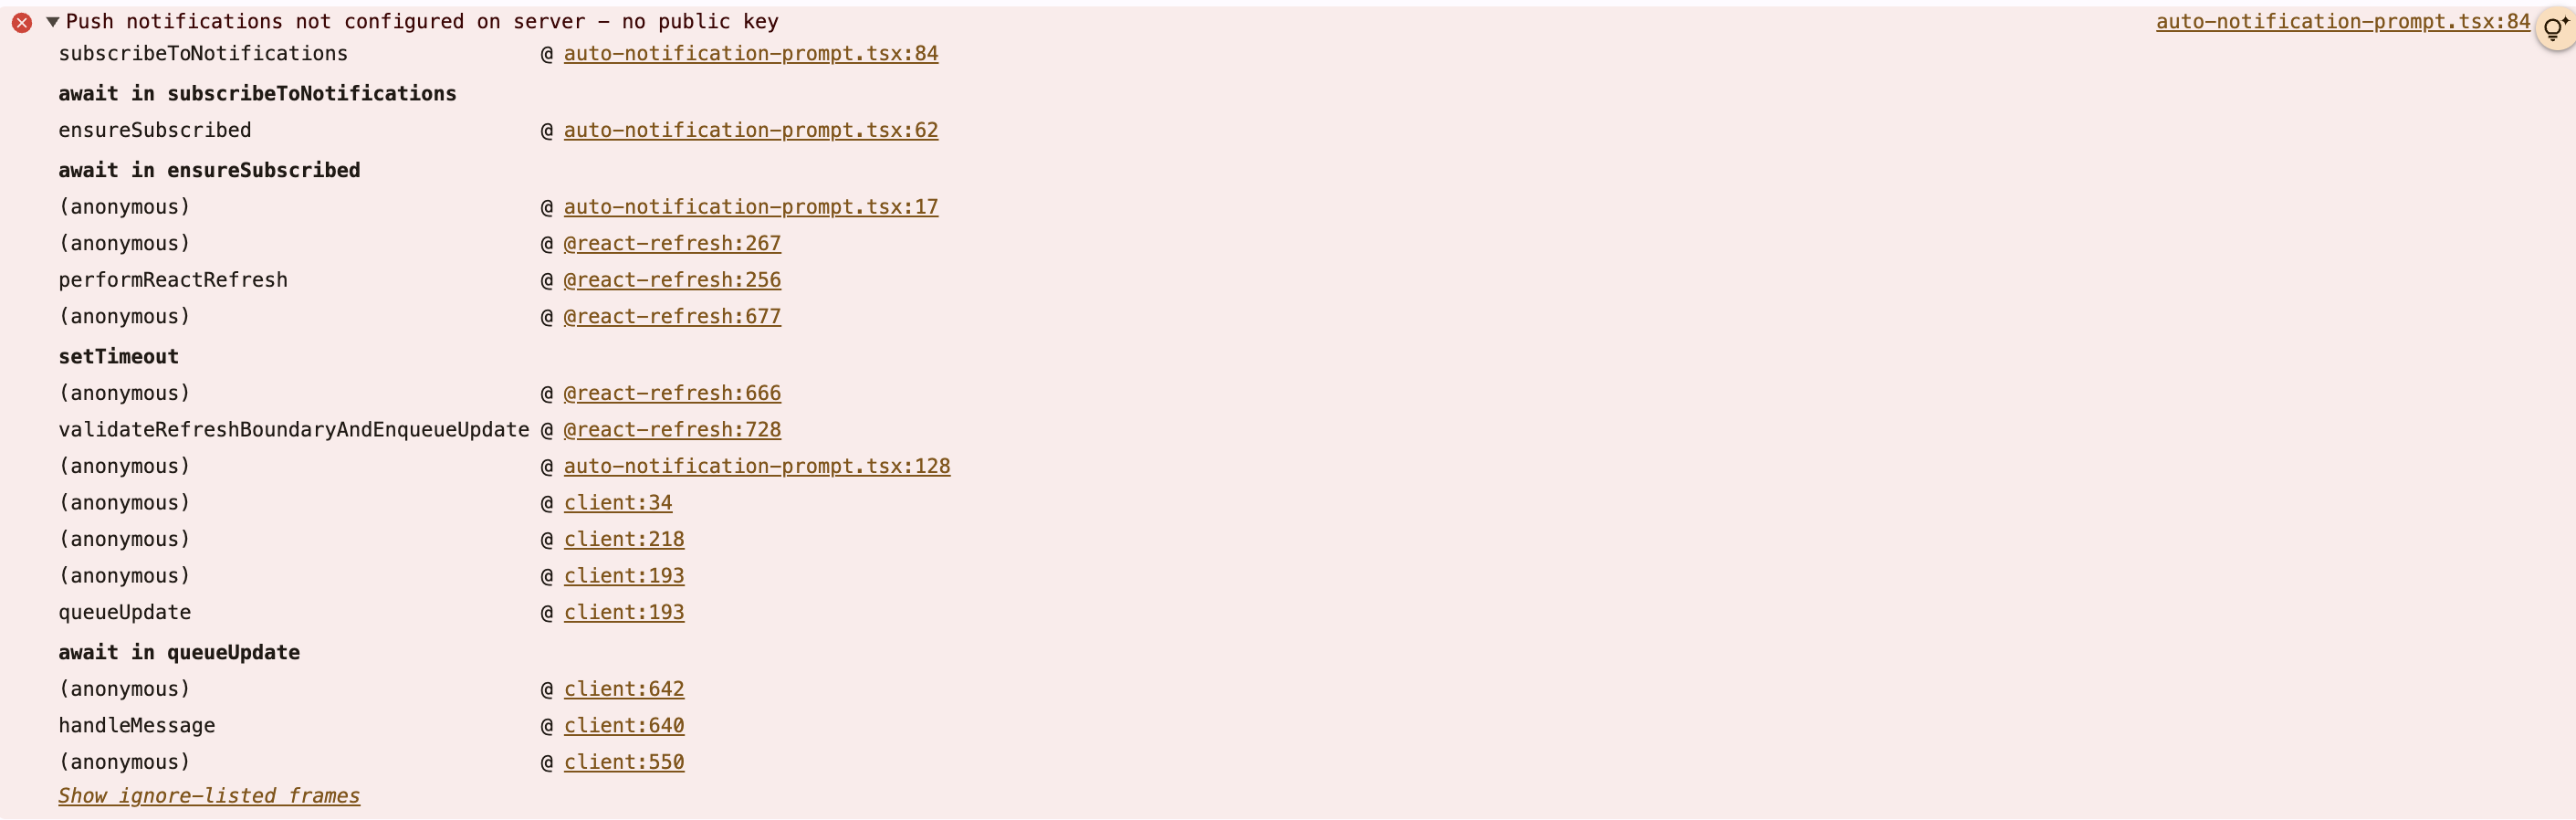 ▼Push notifications not configured on server – no public key auto-notification-prompt.tsx:84
subscribeToNotifications @ auto-notification-prompt.tsx:84
await in subscribeToNotifications
ensureSubscribed @ auto-notification-prompt.tsx:62
await in ensureSubscribed
(anonymous) @ auto-notification-prompt.tsx:17
(anonymous) @ @react-refresh:267
performReactRefresh @ @react-refresh:256
(anonymous) @ @react-refresh:677
setTimeout
(anonymous) @ @react-refresh:666
validateRefreshBoundaryAndEnqueueUpdate @ @react-refresh:728
(anonymous) @ auto-notification-prompt.tsx:128
(anonymous) @ client:34
(anonymous) @ client:218
(anonymous) @ client:193
queueUpdate @ client:193
await in queueUpdate
(anonymous) @ client:642
handleMessage @ client:640
(anonymous) @ client:550
Show ignore-listed frames